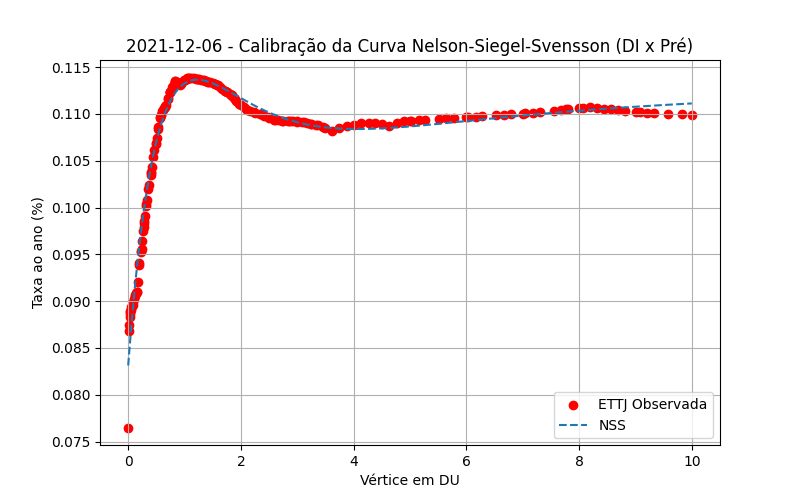 2021-12-06 - Calibração da Curva Nelson-Siegel-Svensson (DI x Pré)
Taxa ao ano (%)
0.115
0.110
0.105
0.100
0.095
0.090
0.085
0.080
0.075
ETTJ Observada
NSS
0 2 4 6 8 10
Vértice em DU